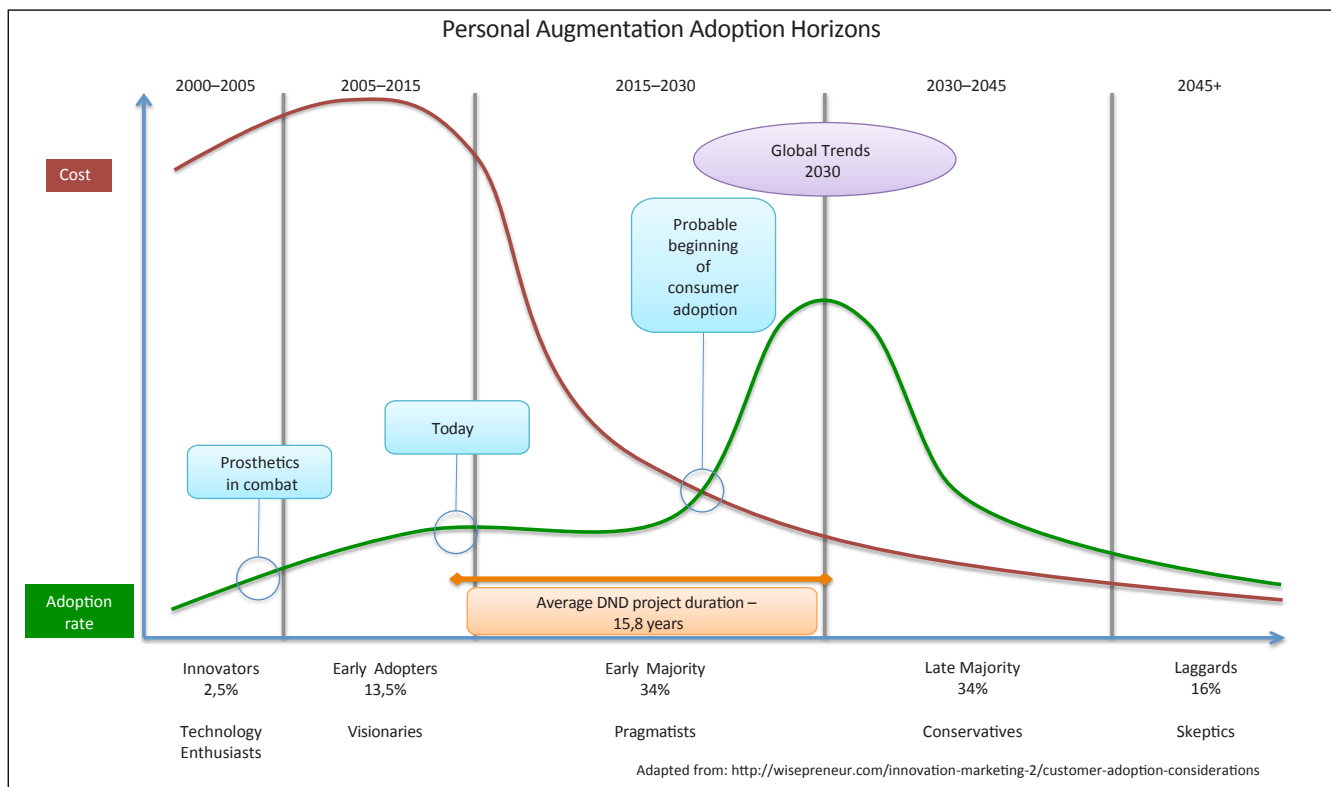 Personal Augmentation Adoption Horizons
2000–2005
2005–2015
2015–2030
2030–2045
2045+
Cost
Global Trends
2030
Probable
beginning
of
consumer
adoption
Today
Prosthetics
in combat
Adoption
rate
Average DND project duration –
15,8 years
Innovators
2,5%
Early Adopters
13,5%
Early Majority
34%
Late Majority
34%
Laggards
16%
Technology
Enthusiasts
Visionaries
Pragmatists
Conservatives
Skeptics
Adapted from: http://wisepreneur.com/innovation-marketing-2/customer-adoption-considerations